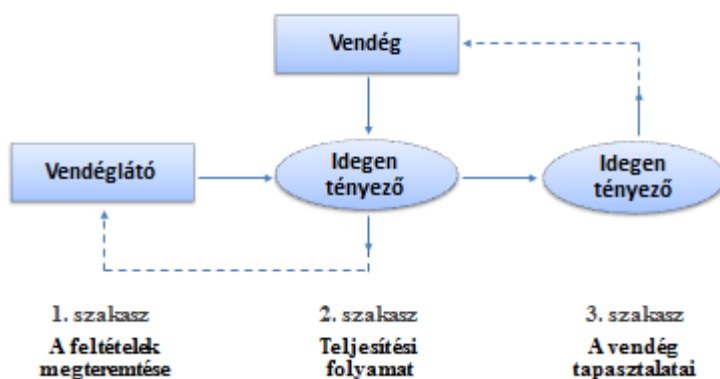 Vendég
Vendéglátó
Idegen
tényező
Idegen
tényező
1. szakasz
A feltételek
megteremtése
2. szakasz
Teljesítési
folyamat
3. szakasz
A vendég
tapasztalatai